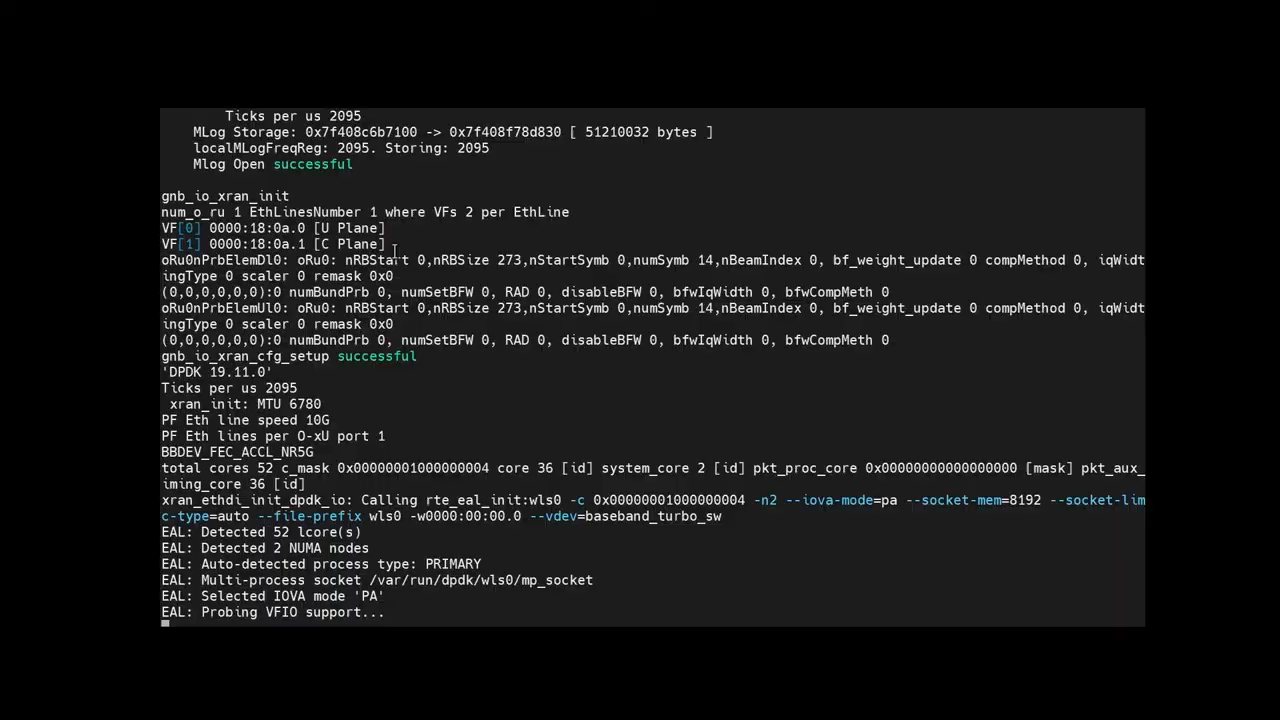 Ticks per us 2095
MLog Storage: 0x7f408c6b7100 -> 0x7f408f78d830 [ 51210032 bytes ]
localMLogFreqReg: 2095. Storing: 2095
Mlog Open successful
gnb_io_xran_init
num_o_ru 1 EthLinesNumber 1 where VFs 2 per EthLine
VF[0] 0000:18:0a.0 [U Plane]
VF[1] 0000:18:0a.1 [C Plane]
oRu0nPrbElemDl0: oRu0: nRBStart 0,nRBSize 273,nStartSymb 0,numSymb 14,nBeamIndex 0, bf_weight_update 0 compMethod 0, iqWidt
ingType 0 scaler 0 remask 0x0
(0,0,0,0,0,0):0 numBundPrb 0, numSetBFW 0, RAD 0, disableBFW 0, bfwIqWidth 0, bfwCompMeth 0
oRu0nPrbElemUl0: oRu0: nRBStart 0,nRBSize 273,nStartSymb 0,numSymb 14,nBeamIndex 0, bf_weight_update 0 compMethod 0, iqWidt
ingType 0 scaler 0 remask 0x0
(0,0,0,0,0,0):0 numBundPrb 0, numSetBFW 0, RAD 0, disableBFW 0, bfwIqWidth 0, bfwCompMeth 0
gnb_io_xran_cfg_setup successful
'DPDK 19.11.0'
Ticks per us 2095
xran_init: MTU 6780
PF Eth line speed 10G
PF Eth lines per O-xU port 1
BBDEV_FEC_ACCL_NR5G
total cores 52 c_mask 0x00000001000000004 core 36 [id] system_core 2 [id] pkt_proc_core 0x00000000000000000 [mask] pkt_aux_
iming_core 36 [id]
xran_ethdi_init_dpdk_io: Calling rte_eal_init:wls0 -c 0x00000001000000004 -n2 --iova-mode=pa --socket-mem=8192 --socket-lim
c-type=auto --file-prefix wls0 -w0000:00:00.0 --vdev=baseband_turbo_sw
EAL: Detected 52 lcore(s)
EAL: Detected 2 NUMA nodes
EAL: Auto-detected process type: PRIMARY
EAL: Multi-process socket /var/run/dpdk/wls0/mp_socket
EAL: Selected IOVA mode 'PA'
EAL: Probing VFIO support...